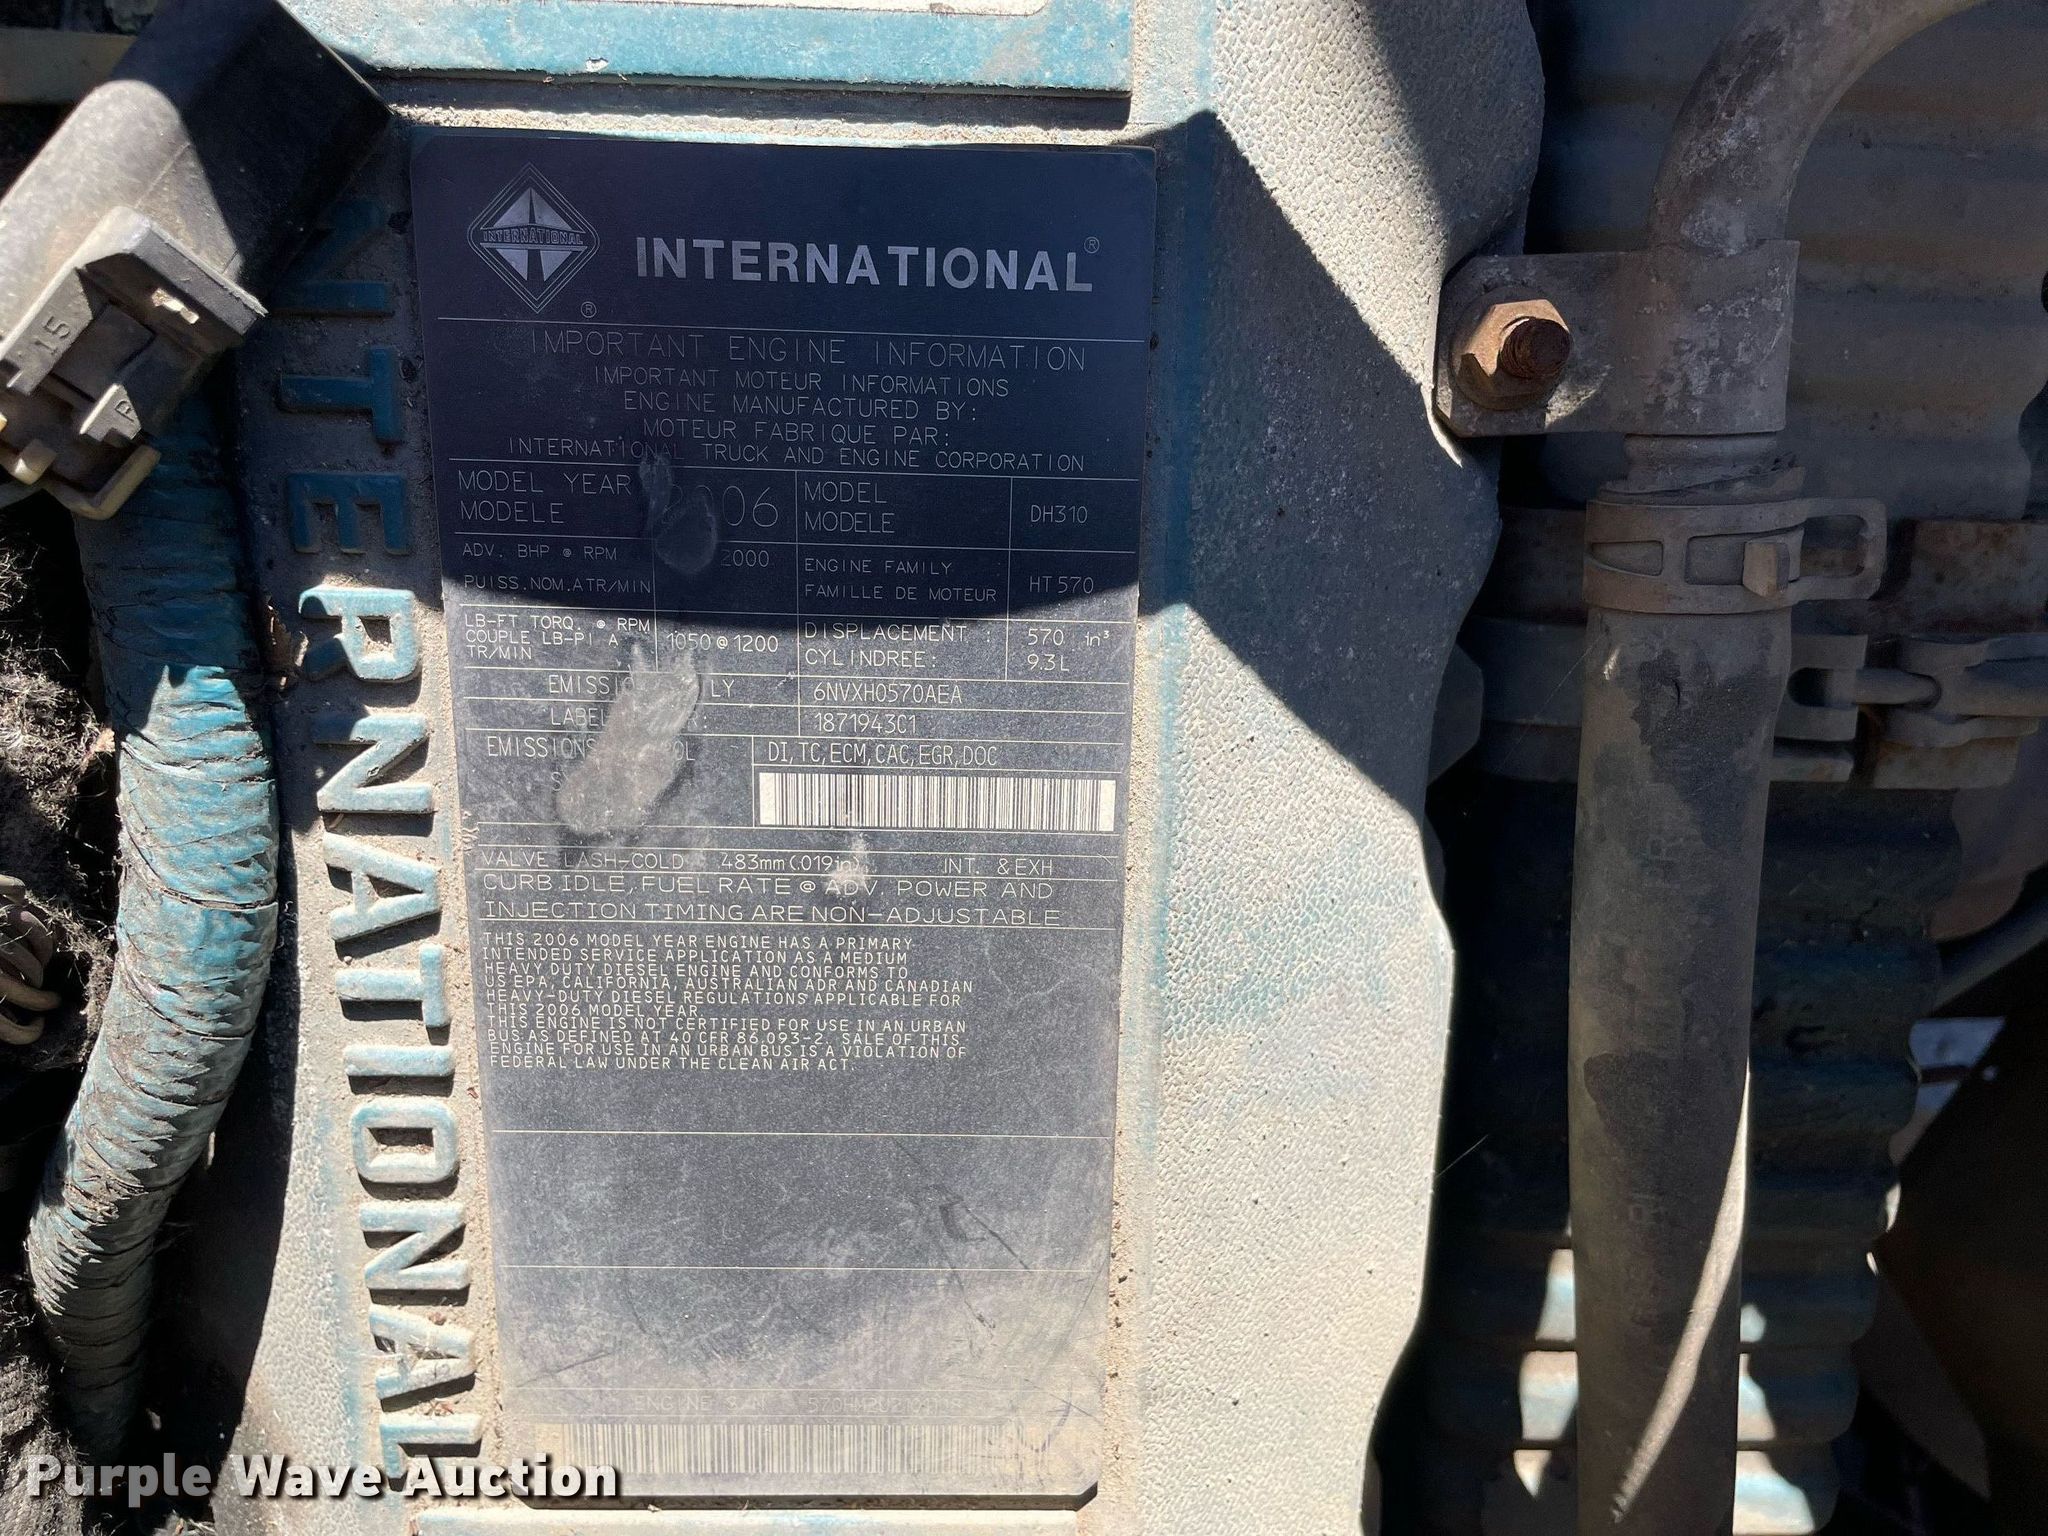 INTERNATIONAL
INTERNATIONAL®
®
IMPORTANT ENGINE INFORMATION
IMPORTANT MOTEUR INFORMATIONS
ENGINE MANUFACTURED BY:
MOTEUR FABRIQUE PAR:
INTERNATIONAL TRUCK AND ENGINE CORPORATION
MODEL YEAR 2006 MODEL
MODELE MODELE DH310
ADV. BHP @ RPM 2000 ENGINE FAMILY
PUISS.NOM.ATR/MIN FAMILLE DE MOTEUR HT570
LB-FT TORQ. @ RPM 1050@1200 DISPLACEMENT : 570 in³
COUPLE LB-PI A CYLINDREE: 9.3L
TR/MIN
6NVXH0570AEA
1871943C1
EMISSIONS DI,TC,ECM,CAC,EGR,DOC
VALVE LASH-COLD .483mm(.019in) INT. & EXH
CURB IDLE, FUEL RATE @ ADV. POWER AND
INJECTION TIMING ARE NON-ADJUSTABLE
THIS 2006 MODEL YEAR ENGINE HAS A PRIMARY
INTENDED SERVICE APPLICATION AS A MEDIUM
HEAVY DUTY DIESEL ENGINE AND CONFORMS TO
US EPA, CALIFORNIA, AUSTRALIAN ADR AND CANADIAN
HEAVY-DUTY DIESEL REGULATIONS APPLICABLE FOR
THIS 2006 MODEL YEAR.
THIS ENGINE IS NOT CERTIFIED FOR USE IN AN URBAN
BUS AS DEFINED AT 40 CFR 86.093-2. SALE OF THIS
ENGINE FOR USE IN AN URBAN BUS IS A VIOLATION OF
FEDERAL LAW UNDER THE CLEAN AIR ACT.
ENGINE
INTERNATIONAL
15
P
Purple Wave Auction